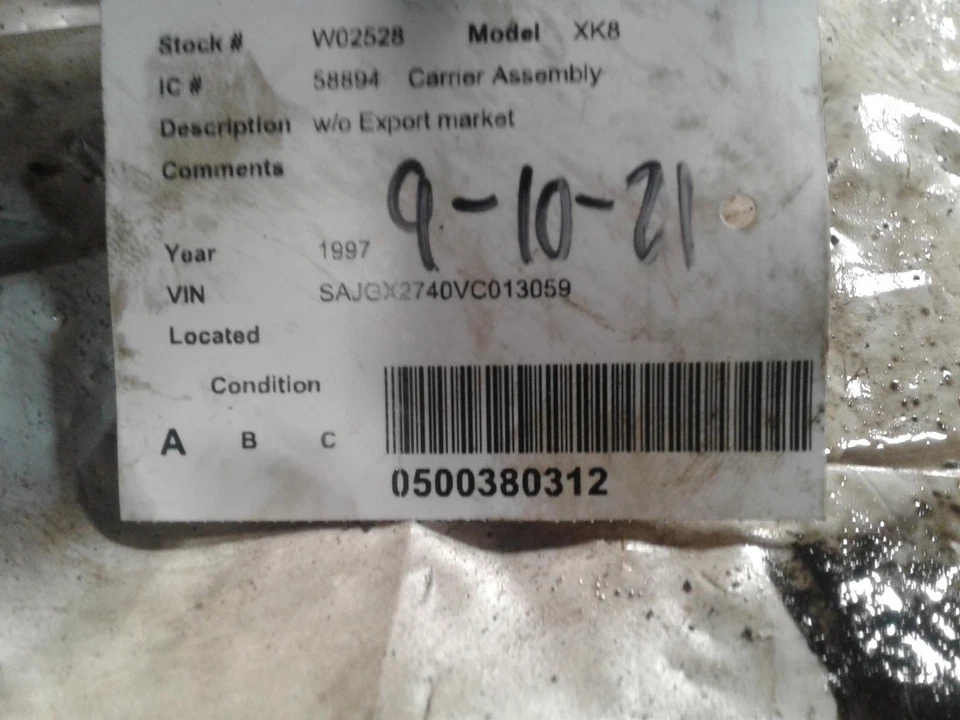 Stock # W02528 Model XK8
IC # 58894 Carrier Assembly
Description w/o Export market
Comments
9-10-21
Year 1997
VIN SAJGX2740VC013059
Located
Condition
A B C
0500380312